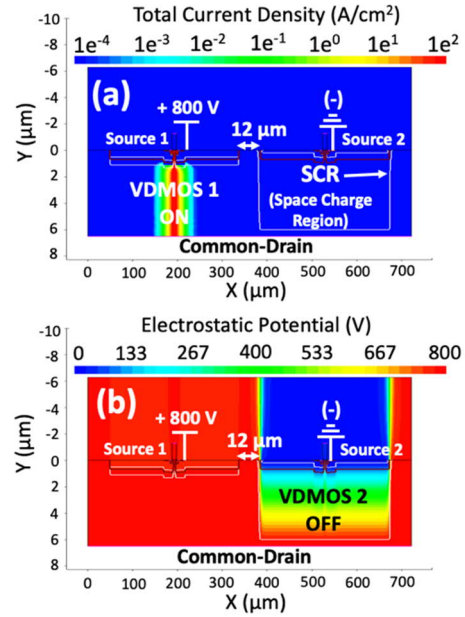 Total Current Density (A/cm²)
1e⁻⁴ 1e⁻³ 1e⁻² 1e⁻¹ 1e⁰ 1e¹ 1e²
-10
-8
-6
-4
-2
0
2
4
6
8
Y (μm)
(a)
+ 800 V
(-)
12 μm
Source 1
Source 2
SCR
(Space Charge
Region)
VDMOS 1
ON
Common-Drain
0 100 200 300 400 500 600 700
X (μm)
Electrostatic Potential (V)
0 133 267 400 533 667 800
-10
-8
-6
-4
-2
0
2
4
6
8
Y (μm)
(b)
+ 800 V
(-)
12 μm
Source 1
Source 2
VDMOS 2
OFF
Common-Drain
0 100 200 300 400 500 600 700
X (μm)